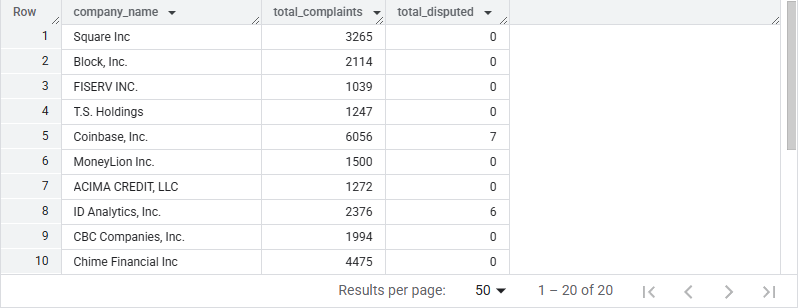 Row company_name total_complaints total_disputed
1 Square Inc 3265 0
2 Block, Inc. 2114 0
3 FISERV INC. 1039 0
4 T.S. Holdings 1247 0
5 Coinbase, Inc. 6056 7
6 MoneyLion Inc. 1500 0
7 ACIMA CREDIT, LLC 1272 0
8 ID Analytics, Inc. 2376 6
9 CBC Companies, Inc. 1994 0
10 Chime Financial Inc 4475 0
Results per page: 50 1 – 20 of 20